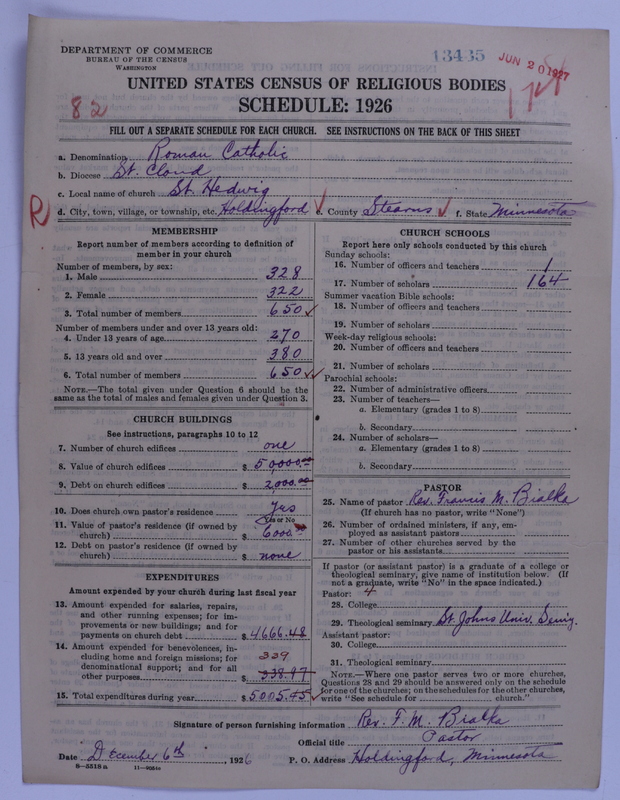 DEPARTMENT OF COMMERCE
BUREAU OF THE CENSUS
WASHINGTON
13435
JUN 20 1927
UNITED STATES CENSUS OF RELIGIOUS BODIES
SCHEDULE: 1926
82
FILL OUT A SEPARATE SCHEDULE FOR EACH CHURCH. SEE INSTRUCTIONS ON THE BACK OF THIS SHEET
a. Denomination Roman Catholic
b. Diocese St. Cloud
c. Local name of church St. Hedwig
R d. City, town, village, or township, etc. Holdingford e. County Stearns f. State Minnesota
MEMBERSHIP
Report number of members according to definition of
member in your church
Number of members, by sex:
1. Male 328
2. Female 322
3. Total number of members 650
Number of members under and over 13 years old:
4. Under 13 years of age 270
5. 13 years old and over 380
6. Total number of members 650
NOTE.—The total given under Question 6 should be the
same as the total of males and females given under Question 3.
CHURCH BUILDINGS
See instructions, paragraphs 10 to 12
7. Number of church edifices one
8. Value of church edifices $ 50,000.00
9. Debt on church edifices $ 2,000.00
10. Does church own pastor's residence yes
Yes or No
11. Value of pastor's residence (if owned by
church) $ 6000.00
12. Debt on pastor's residence (if owned by
church) $ none
EXPENDITURES
Amount expended by your church during last fiscal year
13. Amount expended for salaries, repairs,
and other running expenses; for im-
provements or new buildings; and for
payments on church debt $ 4666.48
14. Amount expended for benevolences, in-
cluding home and foreign missions; for 339
denominational support; and for all
other purposes $ 338.97
15. Total expenditures during year $ 5005.45
CHURCH SCHOOLS
Report here only schools conducted by this church
Sunday schools:
16. Number of officers and teachers 1
17. Number of scholars 164
Summer vacation Bible schools:
18. Number of officers and teachers
19. Number of scholars
Week-day religious schools:
20. Number of officers and teachers
21. Number of scholars
Parochial schools:
22. Number of administrative officers
23. Number of teachers—
a. Elementary (grades 1 to 8)
b. Secondary
24. Number of scholars—
a. Elementary (grades 1 to 8)
b. Secondary
PASTOR
25. Name of pastor Rev. Francis M. Bialka
(If church has no pastor, write "None")
26. Number of ordained ministers, if any, em-
ployed as assistant pastors
27. Number of other churches served by the
pastor or his assistants
If pastor (or assistant pastor) is a graduate of a college or
theological seminary, give name of institution below. (If
not a graduate, write "No" in the space indicated.)
Pastor: 4
28. College
29. Theological seminary St. Johns Univ. Seminy.
Assistant pastor:
30. College
31. Theological seminary
NOTE.—Where one pastor serves two or more churches,
Questions 28 and 29 should be answered only on the schedule
for one of the churches; on the schedules for the other churches,
write "See schedule for church."
Signature of person furnishing information Rev. F. M. Bialka
Official title Pastor
Date December 6th, 1926 P. O. Address Holdingford, Minnesota
8-5318a